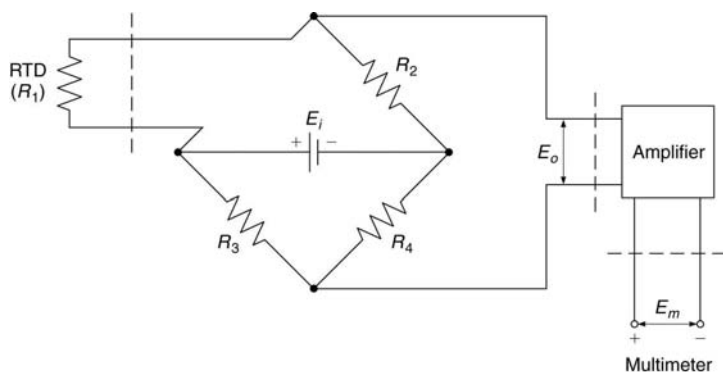 RTD
(R₁)
R₂
Eᵢ
+ −
R₃
R₄
Eₒ
Amplifier
Eₘ
+ −
Multimeter